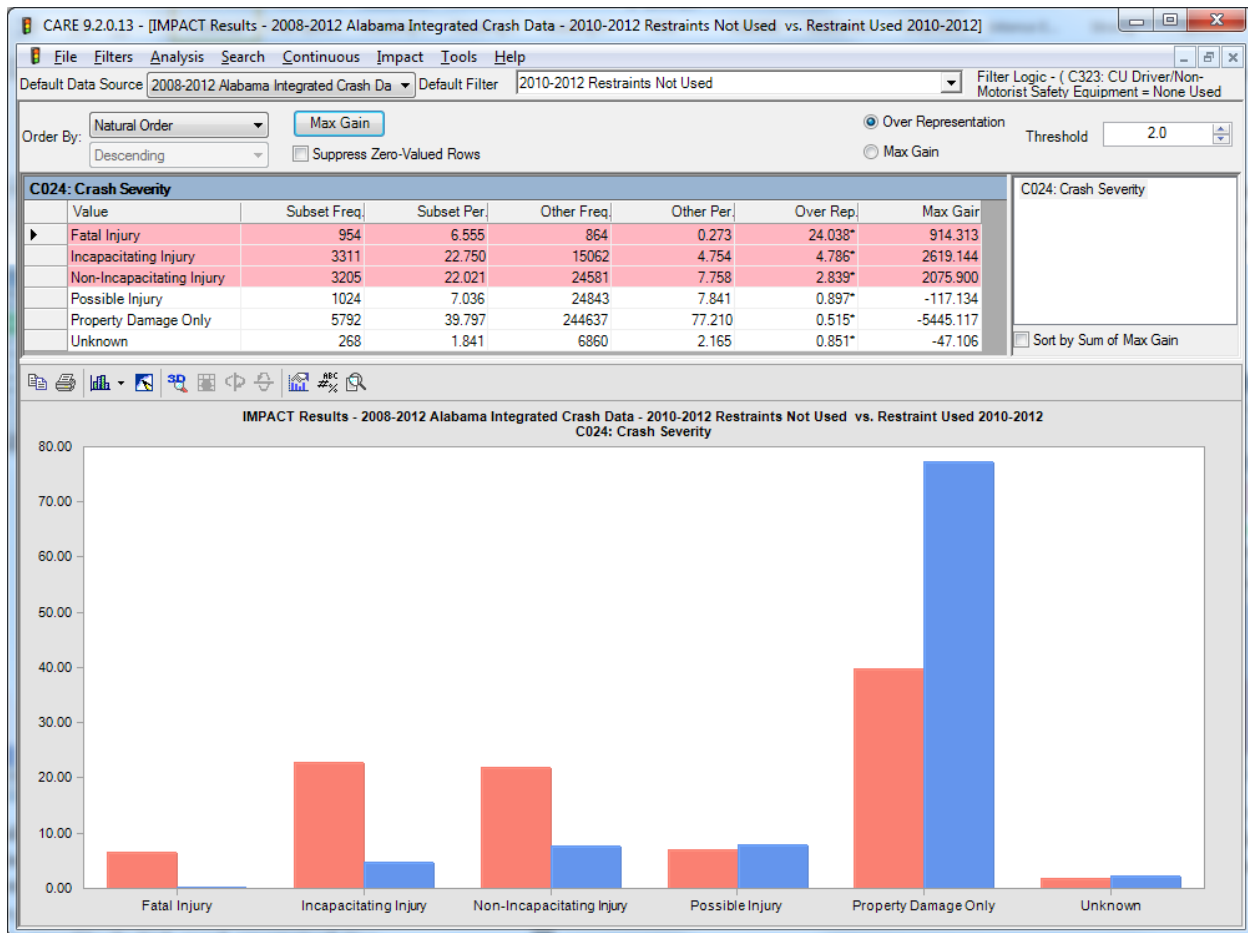 CARE 9.2.0.13 - [IMPACT Results - 2008-2012 Alabama Integrated Crash Data - 2010-2012 Restraints Not Used vs. Restraint Used 2010-2012]
File Filters Analysis Search Continuous Impact Tools Help
Default Data Source 2008-2012 Alabama Integrated Crash Da Default Filter 2010-2012 Restraints Not Used Filter Logic - ( C323: CU Driver/Non-
Motorist Safety Equipment = None Used
Order By: Natural Order Max Gain Over Representation Threshold 2.0
Descending Suppress Zero-Valued Rows Max Gain
C024: Crash Severity C024: Crash Severity
Value Subset Freq. Subset Per. Other Freq. Other Per. Over Rep. Max Gain
Fatal Injury 954 6.555 864 0.273 24.038* 914.313
Incapacitating Injury 3311 22.750 15062 4.754 4.786* 2619.144
Non-Incapacitating Injury 3205 22.021 24581 7.758 2.839* 2075.900
Possible Injury 1024 7.036 24843 7.841 0.897* -117.134
Property Damage Only 5792 39.797 244637 77.210 0.515* -5445.117
Unknown 268 1.841 6860 2.165 0.851* -47.106
Sort by Sum of Max Gain
3D ABC #%
IMPACT Results - 2008-2012 Alabama Integrated Crash Data - 2010-2012 Restraints Not Used vs. Restraint Used 2010-2012
C024: Crash Severity
80.00
70.00
60.00
50.00
40.00
30.00
20.00
10.00
0.00
Fatal Injury Incapacitating Injury Non-Incapacitating Injury Possible Injury Property Damage Only Unknown